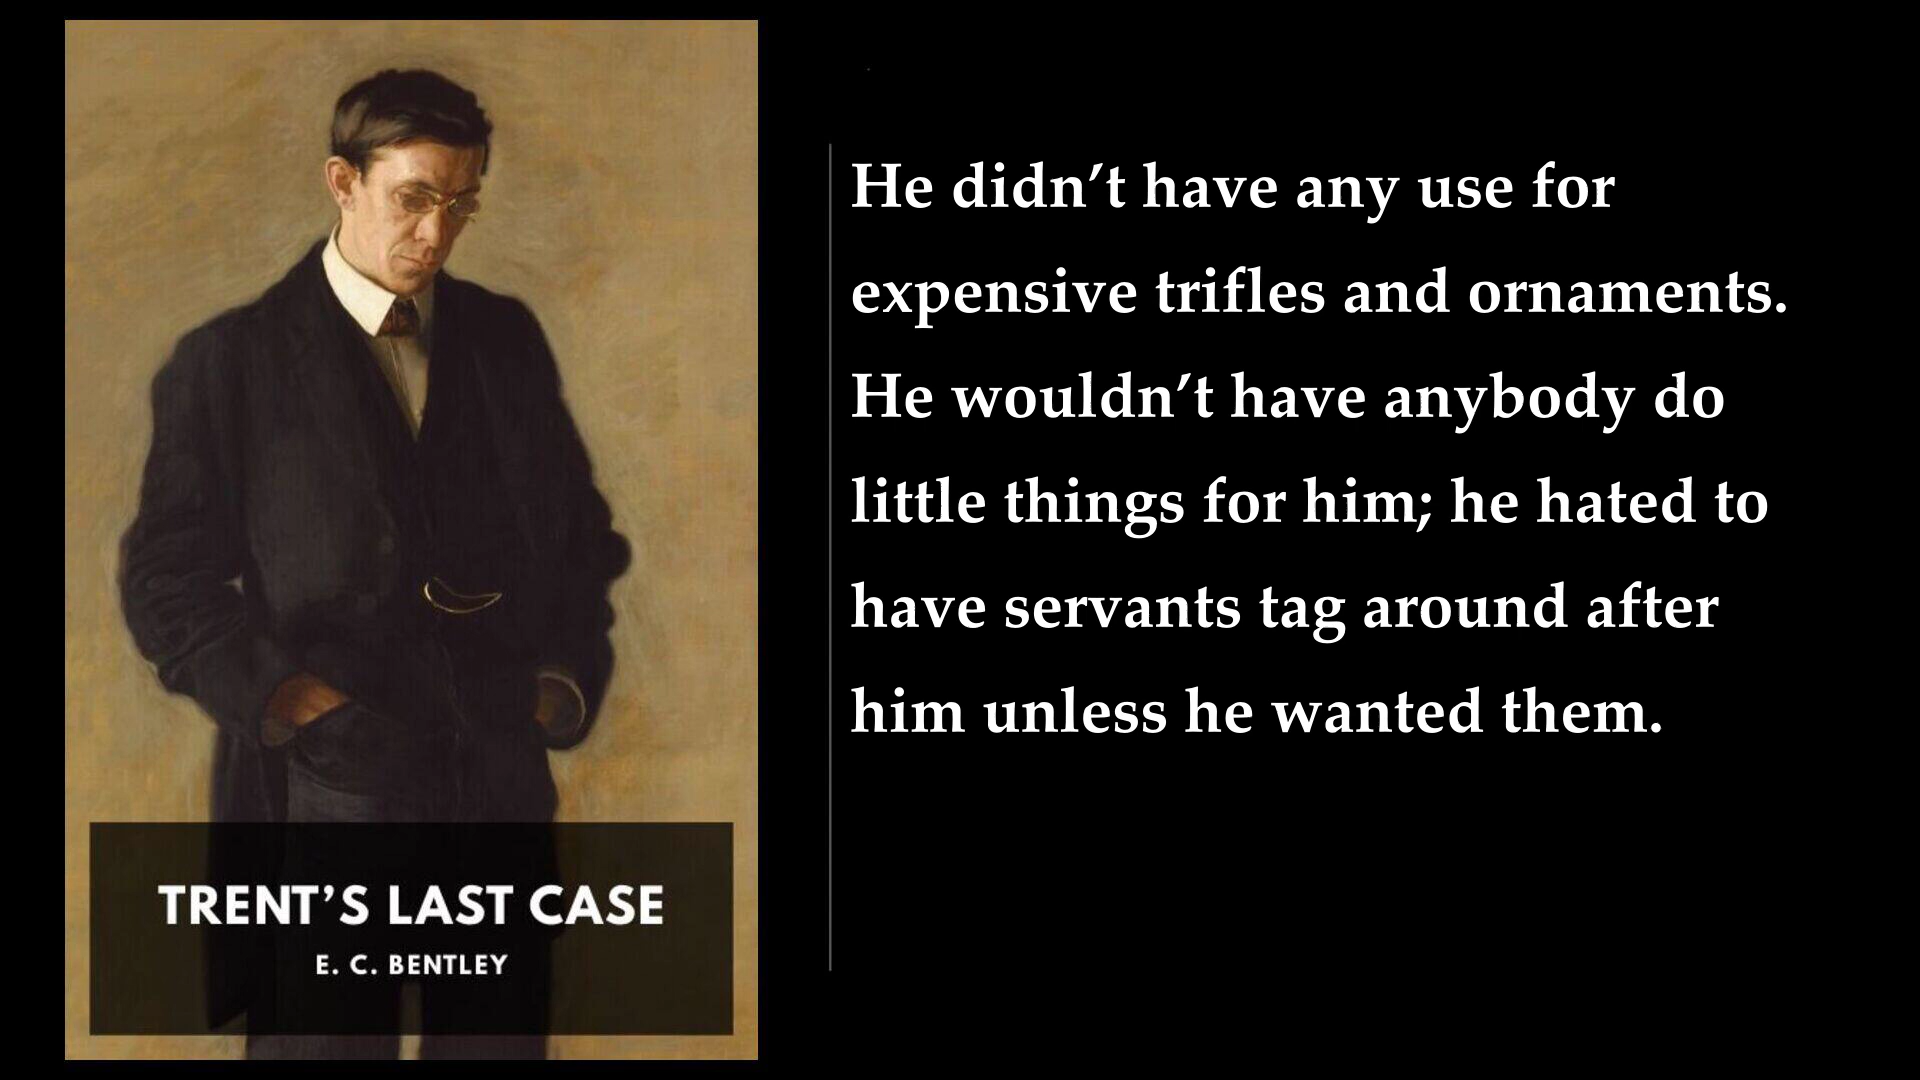 TRENT’S LAST CASE
E. C. BENTLEY
He didn’t have any use for
expensive trifles and ornaments.
He wouldn’t have anybody do
little things for him; he hated to
have servants tag around after
him unless he wanted them.